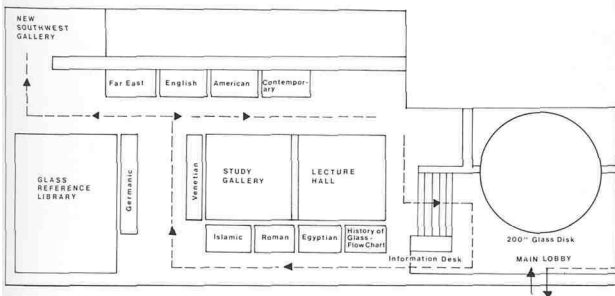 NEW
SOUTHWEST
GALLERY
Far East
English
American
Contempor-
ary
GLASS
REFERENCE
LIBRARY
Germanic
Venetian
STUDY
GALLERY
LECTURE
HALL
Islamic
Roman
Egyptian
History of
Glass -
Flow Chart
Information Desk
200" Glass Disk
MAIN LOBBY